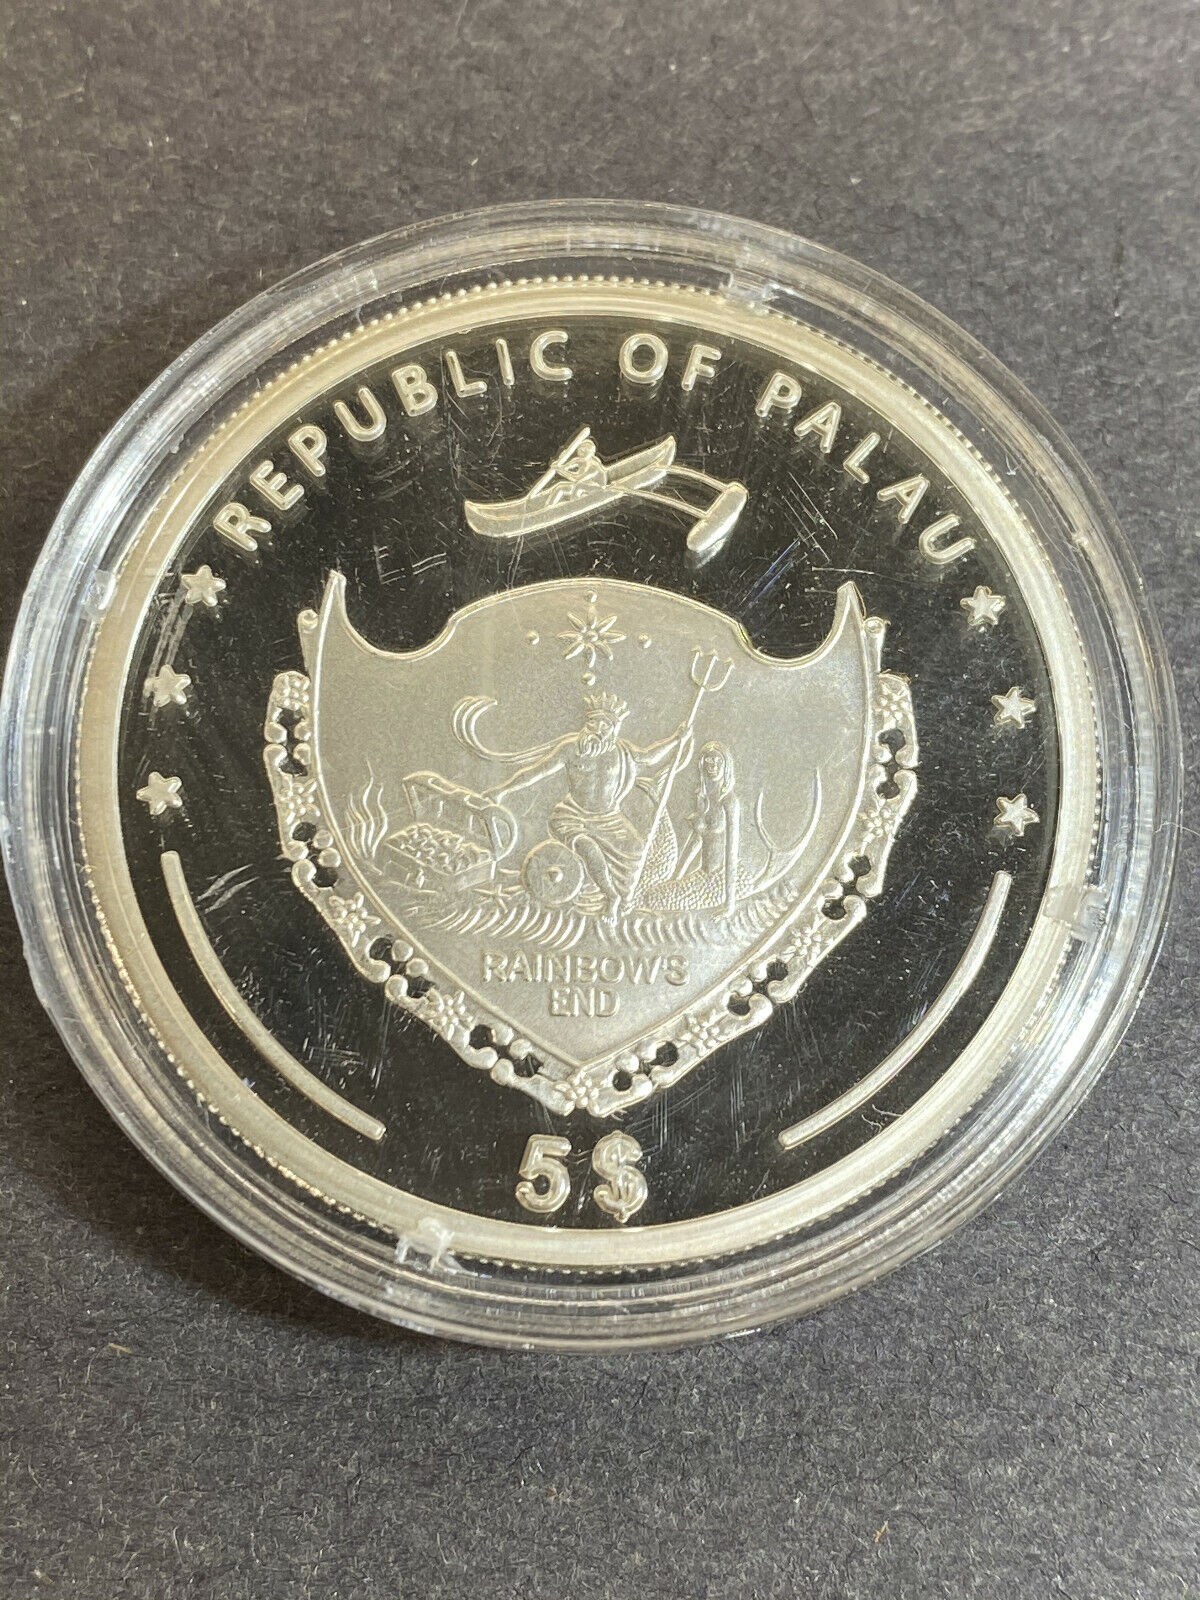 REPUBLIC OF PALAU
RAINBOW'S
END
5$